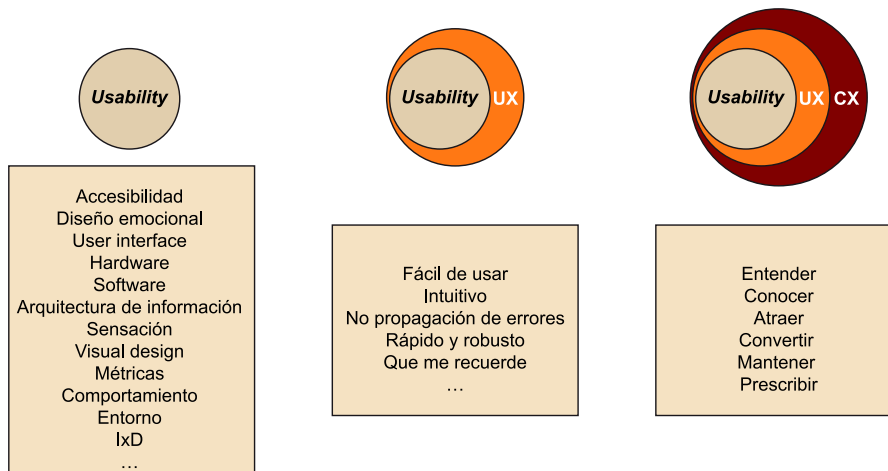 Usability
Accesibilidad
Diseño emocional
User interface
Hardware
Software
Arquitectura de información
Sensación
Visual design
Métricas
Comportamiento
Entorno
IxD
…
Usability UX
Fácil de usar
Intuitivo
No propagación de errores
Rápido y robusto
Que me recuerde
…
Usability UX CX
Entender
Conocer
Atraer
Convertir
Mantener
Prescribir